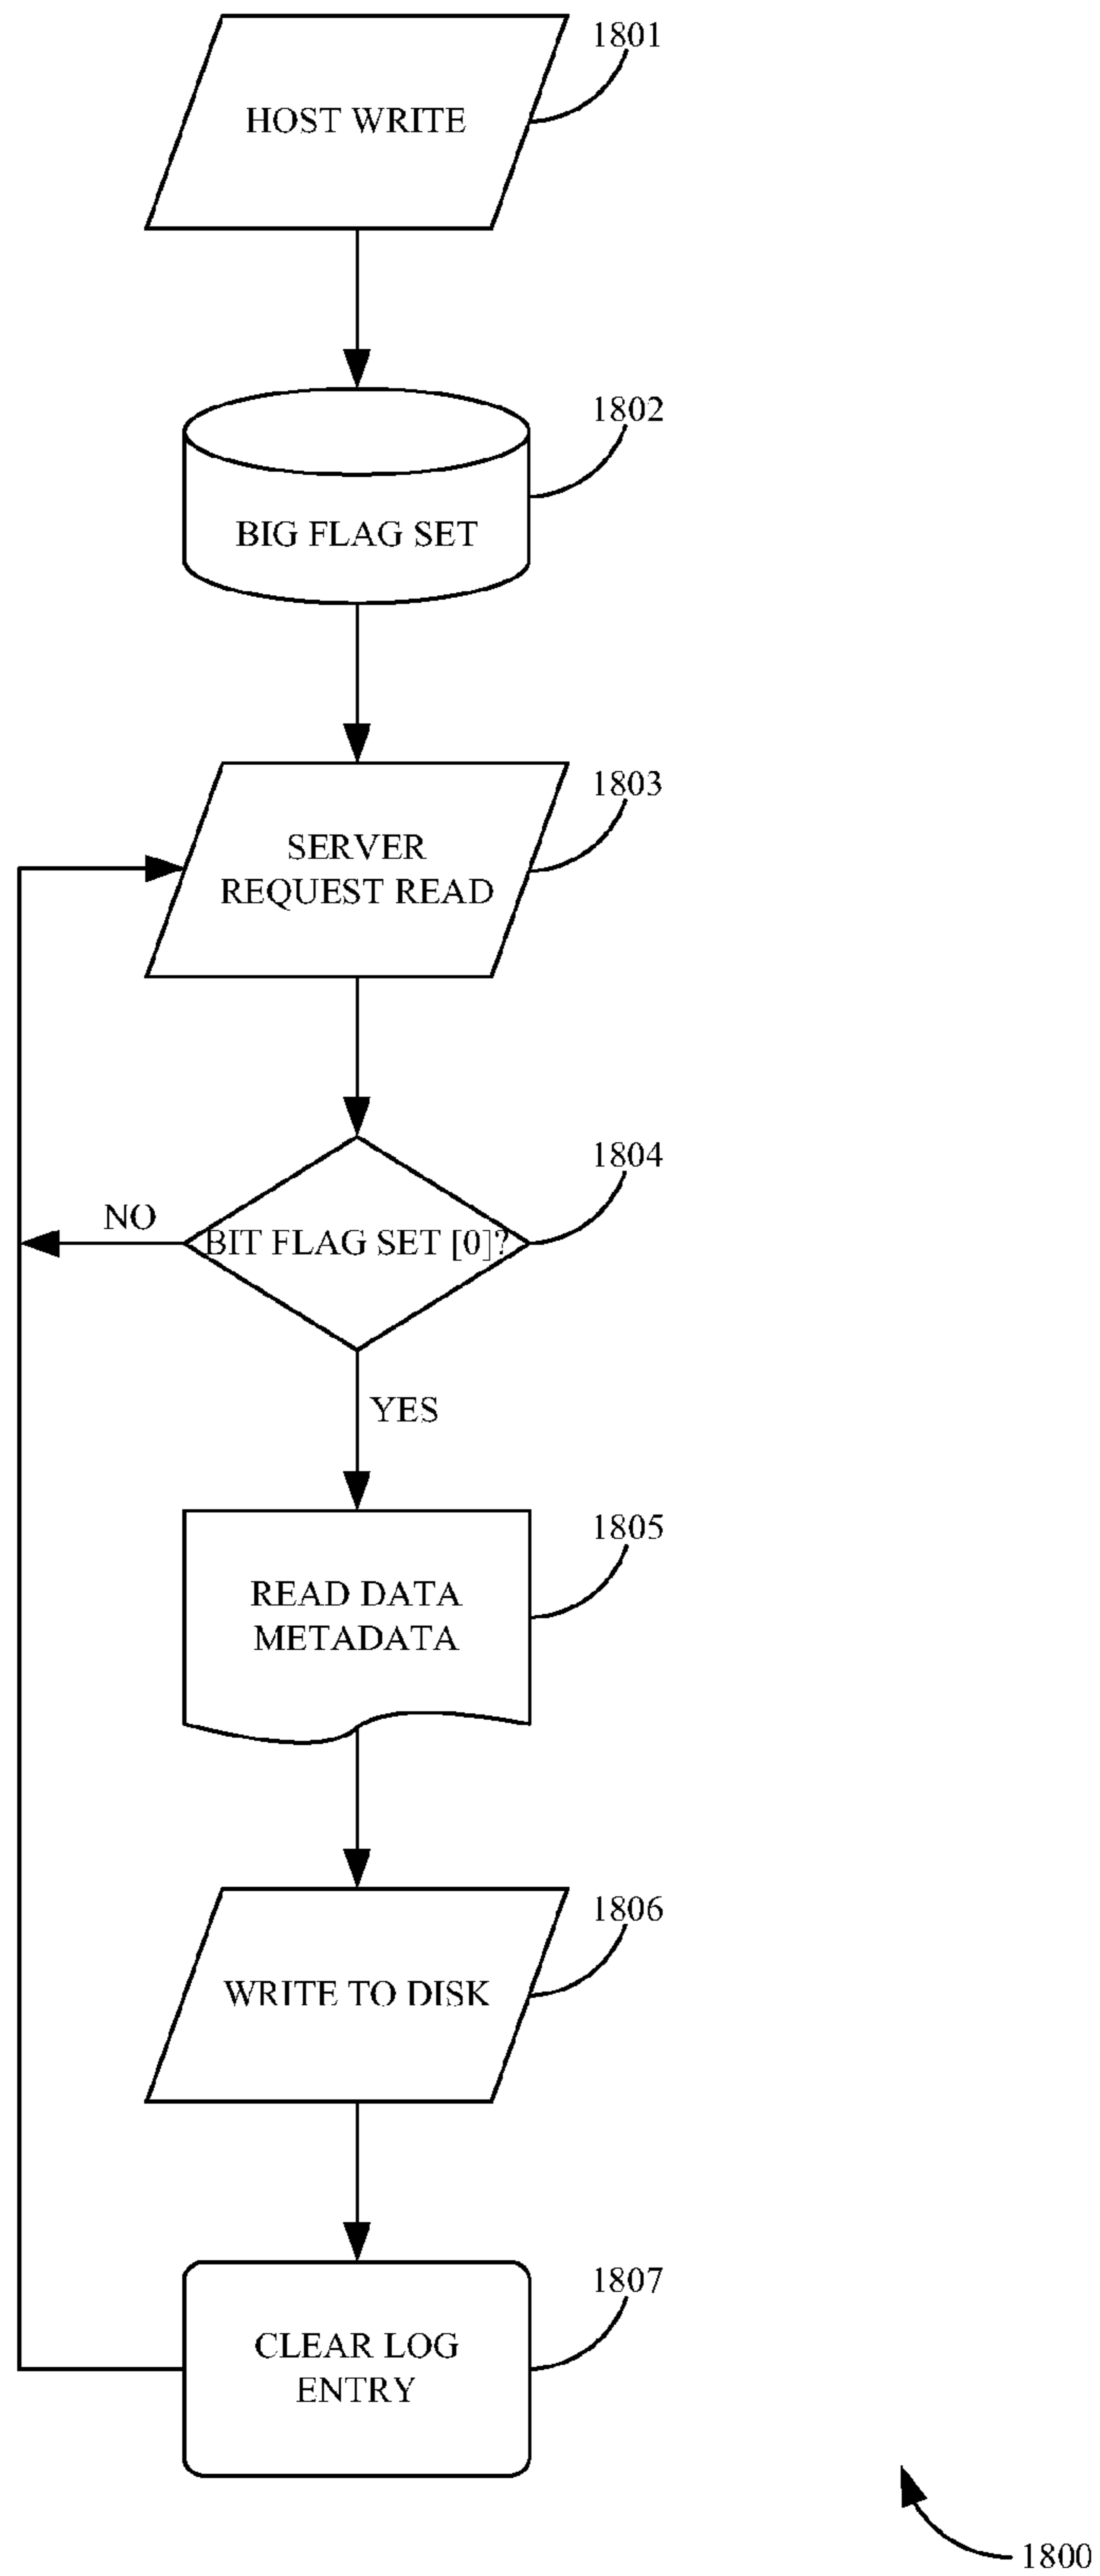 1801
HOST WRITE
1802
BIG FLAG SET
1803
SERVER
REQUEST READ
1804
NO
BIT FLAG SET [0]?
YES
1805
READ DATA
METADATA
1806
WRITE TO DISK
1807
CLEAR LOG
ENTRY
1800